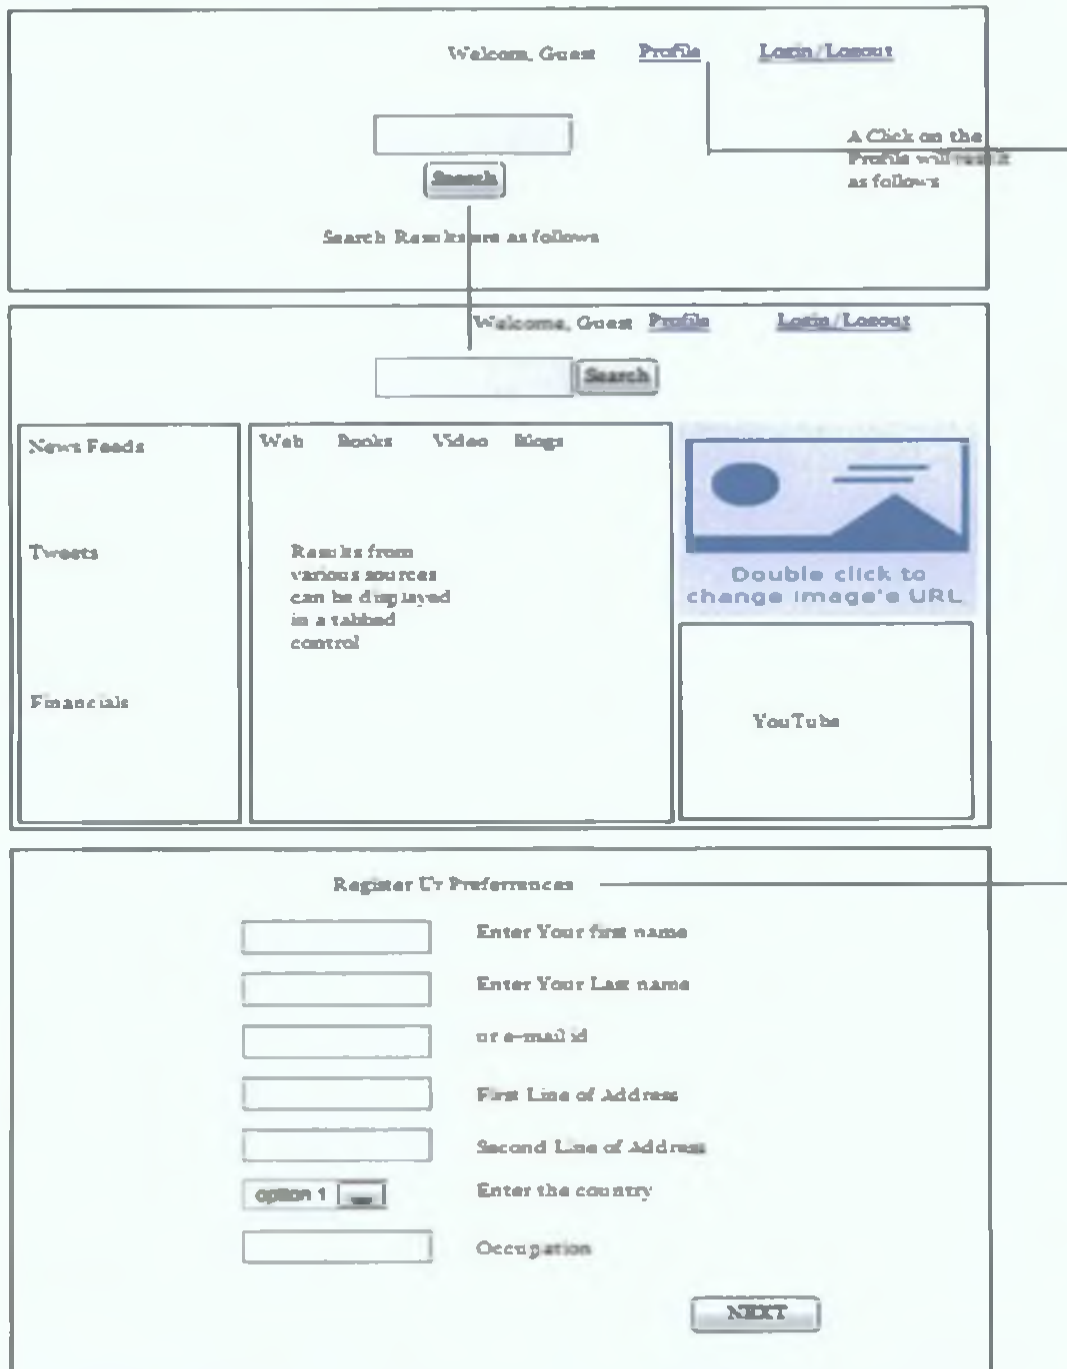 Welcom, Guest Profile Login/Logout
A Click on the
Profile will result
as follows
Search
Search Results are as follows
Welcome, Guest Profile Login/Logout
Search
News Feeds
Tweets
Financials
Web Books Video Blogs
Results from
various sources
can be displayed
in a tabbed
control
Double click to
change image's URL
YouTube
Register Ur Preferences
Enter Your first name
Enter Your Last name
ur e-mail id
First Line of Address
Second Line of Address
option 1 Enter the country
Occupation
NEXT